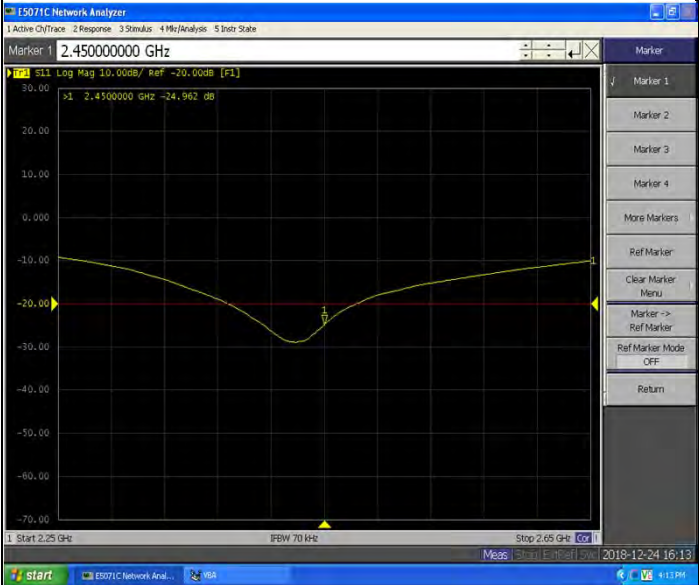 E5071C Network Analyzer
1 Active Ch/Trace 2 Response 3 Stimulus 4 Mkr/Analysis 5 Instr State
Marker 1 2.450000000 GHz
Tr1 S11 Log Mag 10.00dB/ Ref -20.00dB [F1]
>1 2.4500000 GHz -24.962 dB
30.00
20.00
10.00
0.000
-10.00
-20.00
-30.00
-40.00
-50.00
-60.00
-70.00
1
1
1 Start 2.25 GHz IFBW 70 kHz Stop 2.65 GHz Cor !
Marker
Marker 1
Marker 2
Marker 3
Marker 4
More Markers
Ref Marker
Clear Marker
Menu
Marker ->
Ref Marker
Ref Marker Mode
OFF
Return
Meas Stop ExtRef Svc 2018-12-24 16:13
start E5071C Network Anal... VBA 4:13 PM